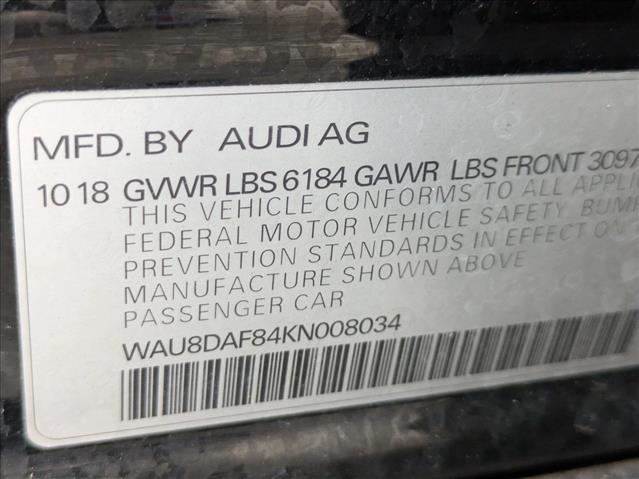 MFD. BY AUDI AG
10 18 GVWR LBS 6184 GAWR LBS FRONT 3097
THIS VEHICLE CONFORMS TO ALL APPLI
FEDERAL MOTOR VEHICLE SAFETY BUMP
PREVENTION STANDARDS IN EFFECT ON
MANUFACTURE SHOWN ABOVE
PASSENGER CAR
WAU8DAF84KN008034